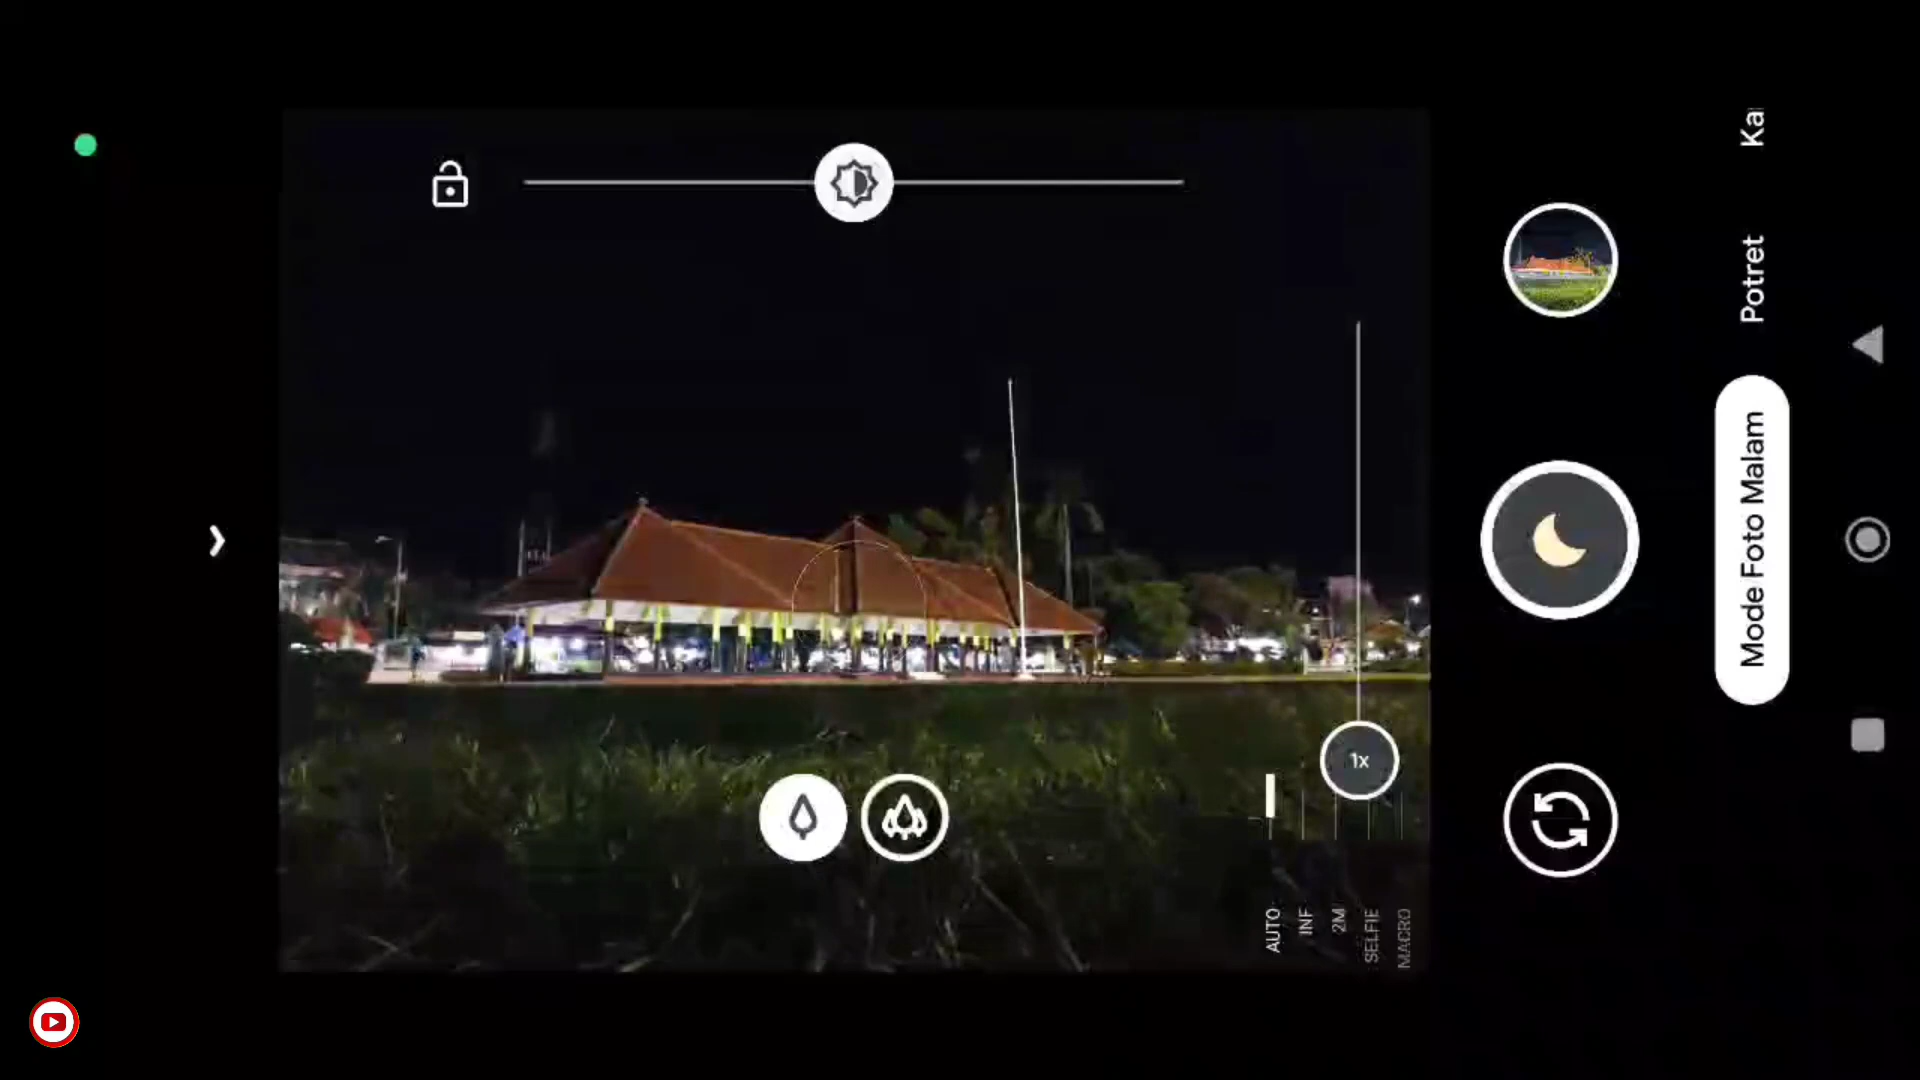 Ka
Potret
Mode Foto Malam
1x
AUTO
INF
2M
SELFIE
MACRO